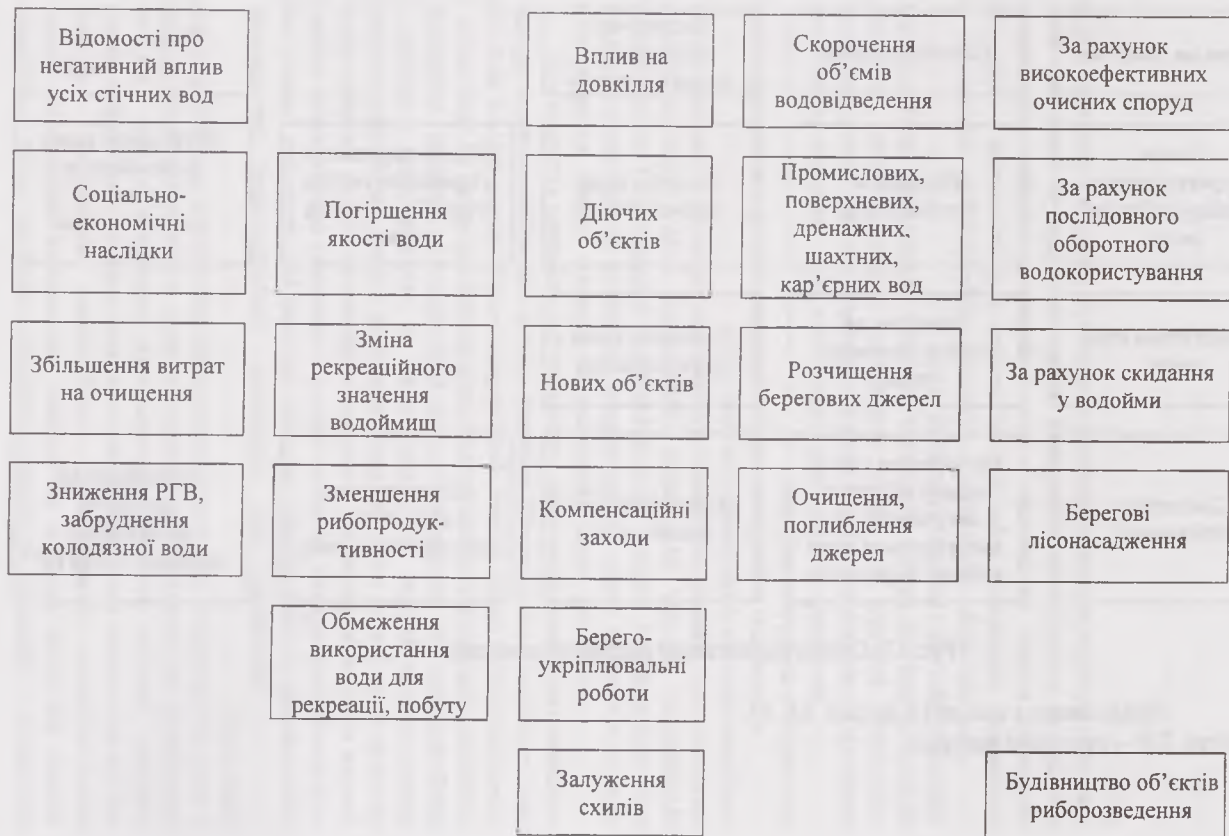 Відомості про
негативний вплив
усіх стічних вод
Вплив на
довкілля
Скорочення
об’ємів
водовідведення
За рахунок
високоефективних
очисних споруд
Соціально-
економічні
наслідки
Погіршення
якості води
Діючих
об’єктів
Промислових,
поверхневих,
дренажних,
шахтних,
кар’єрних вод
За рахунок
послідовного
оборотного
водокористування
Збільшення витрат
на очищення
Зміна
рекреаційного
значення
водоймищ
Нових об’єктів
Розчищення
берегових джерел
За рахунок скидання
у водойми
Зниження РГВ,
забруднення
колодязної води
Зменшення
рибопродук-
тивності
Компенсаційні
заходи
Очищення,
поглиблення
джерел
Берегові
лісонасадження
Обмеження
використання
води для
рекреації, побуту
Берего-
укріплювальні
роботи
Залуження
схилів
Будівництво об’єктів
риборозведення